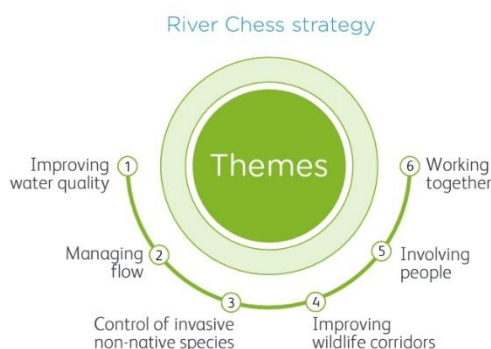 River Chess strategy
Themes
1
Improving
water quality
2
Managing
flow
3
Control of invasive
non-native species
4
Improving
wildlife corridors
5
Involving
people
6
Working
together